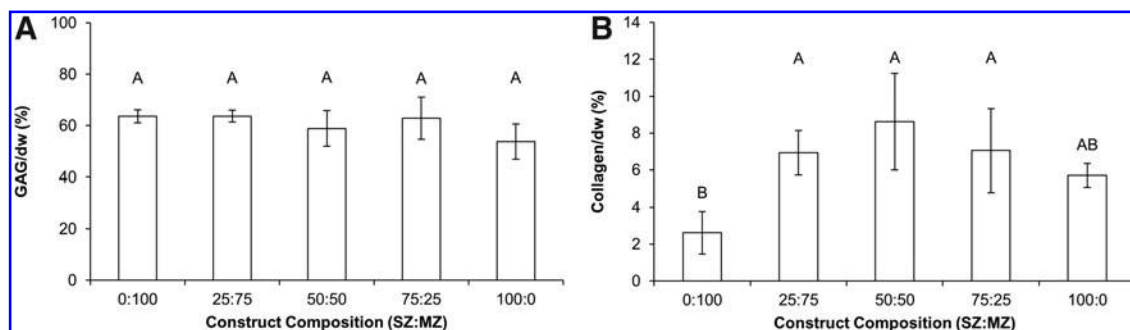 A
GAG/dw (%)
100
80
60
40
20
0
A A A A A
0:100 25:75 50:50 75:25 100:0
Construct Composition (SZ:MZ)
B
Collagen/dw (%)
14
12
10
8
6
4
2
0
B A A A AB
0:100 25:75 50:50 75:25 100:0
Construct Composition (SZ:MZ)